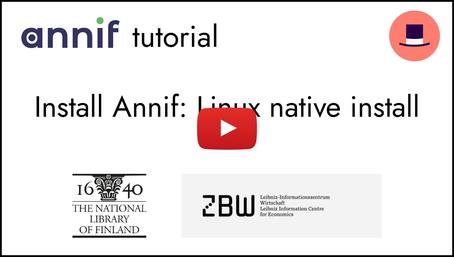 annif tutorial
Install Annif: Linux native install
16 40
THE NATIONAL
LIBRARY
OF FINLAND
ZBW
Leibniz-Informationszentrum
Wirtschaft
Leibniz Information Centre
for Economics